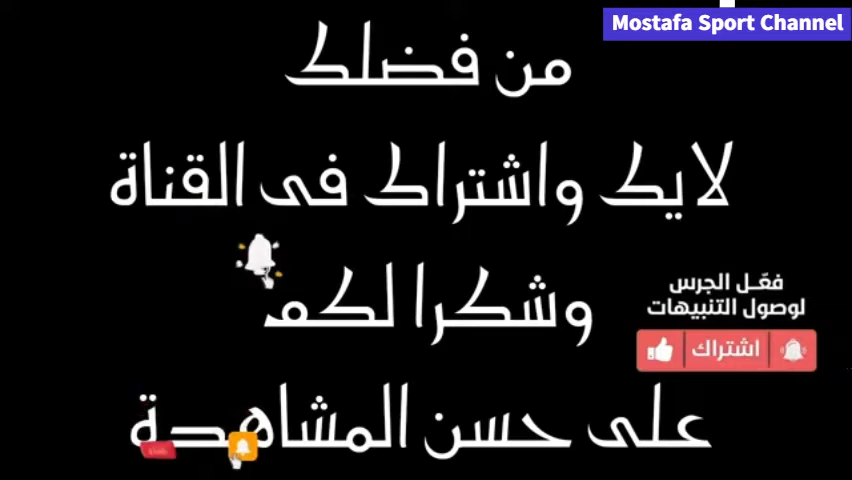 Mostafa Sport Channel
من فضلك
لايك واشتراك فى القناة
وشكرا لكم
على حسن المشاهدة
فعّـل الجرس
لوصول التنبيهات
اشتراك